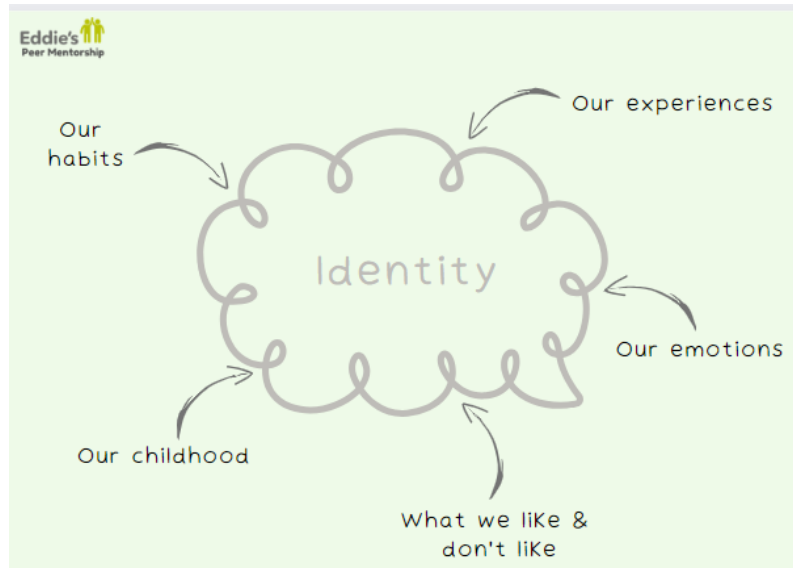 Eddie's
Peer Mentorship
Our experiences
Our
habits
Identity
Our emotions
Our childhood
What we like &
don't like